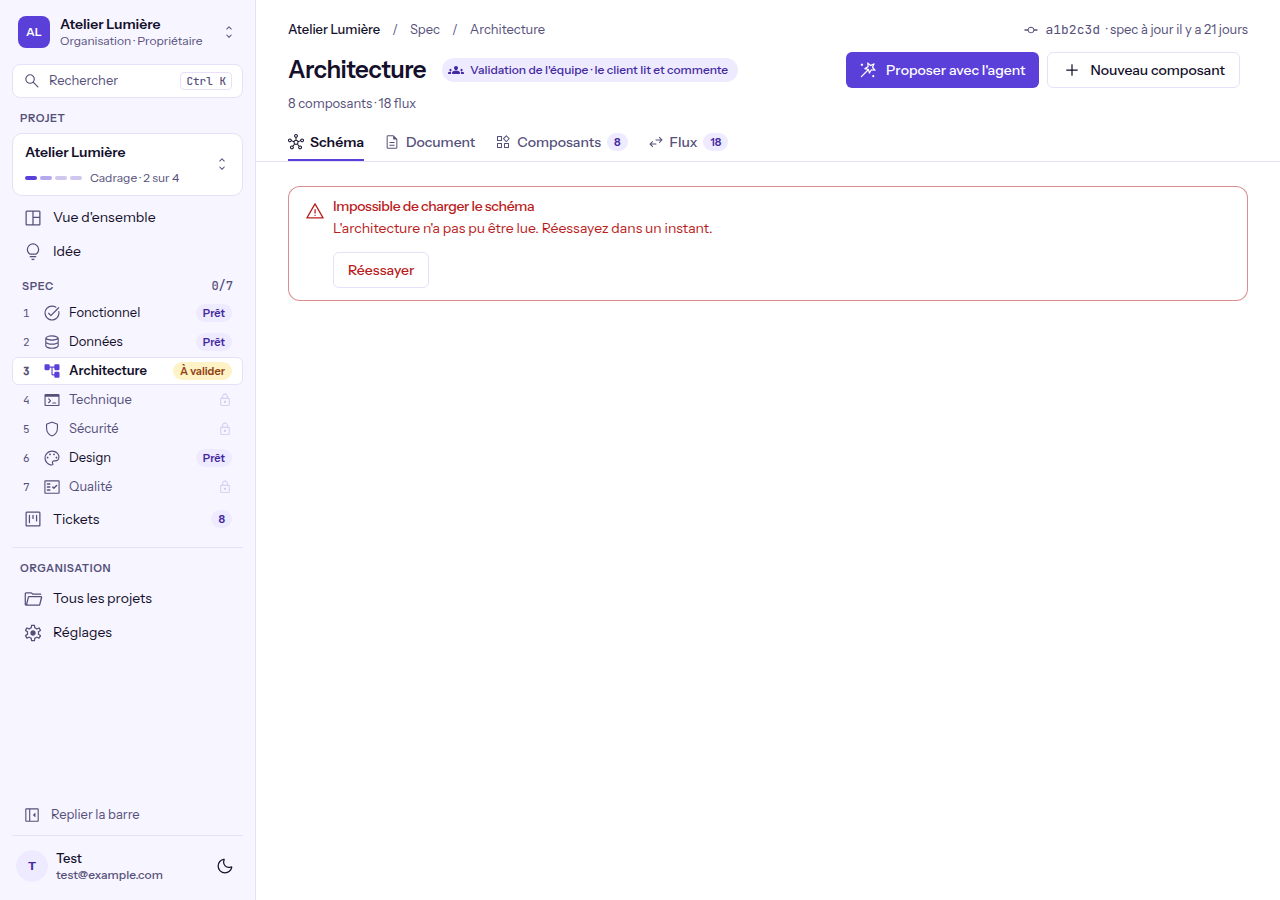 AL
Atelier Lumière
Organisation · Propriétaire
Rechercher
Ctrl K
PROJET
Atelier Lumière
Cadrage · 2 sur 4
Vue d'ensemble
Idée
SPEC 0/7
1 Fonctionnel Prêt
2 Données Prêt
3 Architecture À valider
4 Technique
5 Sécurité
6 Design Prêt
7 Qualité
Tickets 8
ORGANISATION
Tous les projets
Réglages
Replier la barre
T
Test
test@example.com
Atelier Lumière / Spec / Architecture
a1b2c3d · spec à jour il y a 21 jours
Architecture
Validation de l'équipe · le client lit et commente
Proposer avec l'agent
Nouveau composant
8 composants · 18 flux
Schéma
Document
Composants 8
Flux 18
Impossible de charger le schéma
L'architecture n'a pas pu être lue. Réessayez dans un instant.
Réessayer